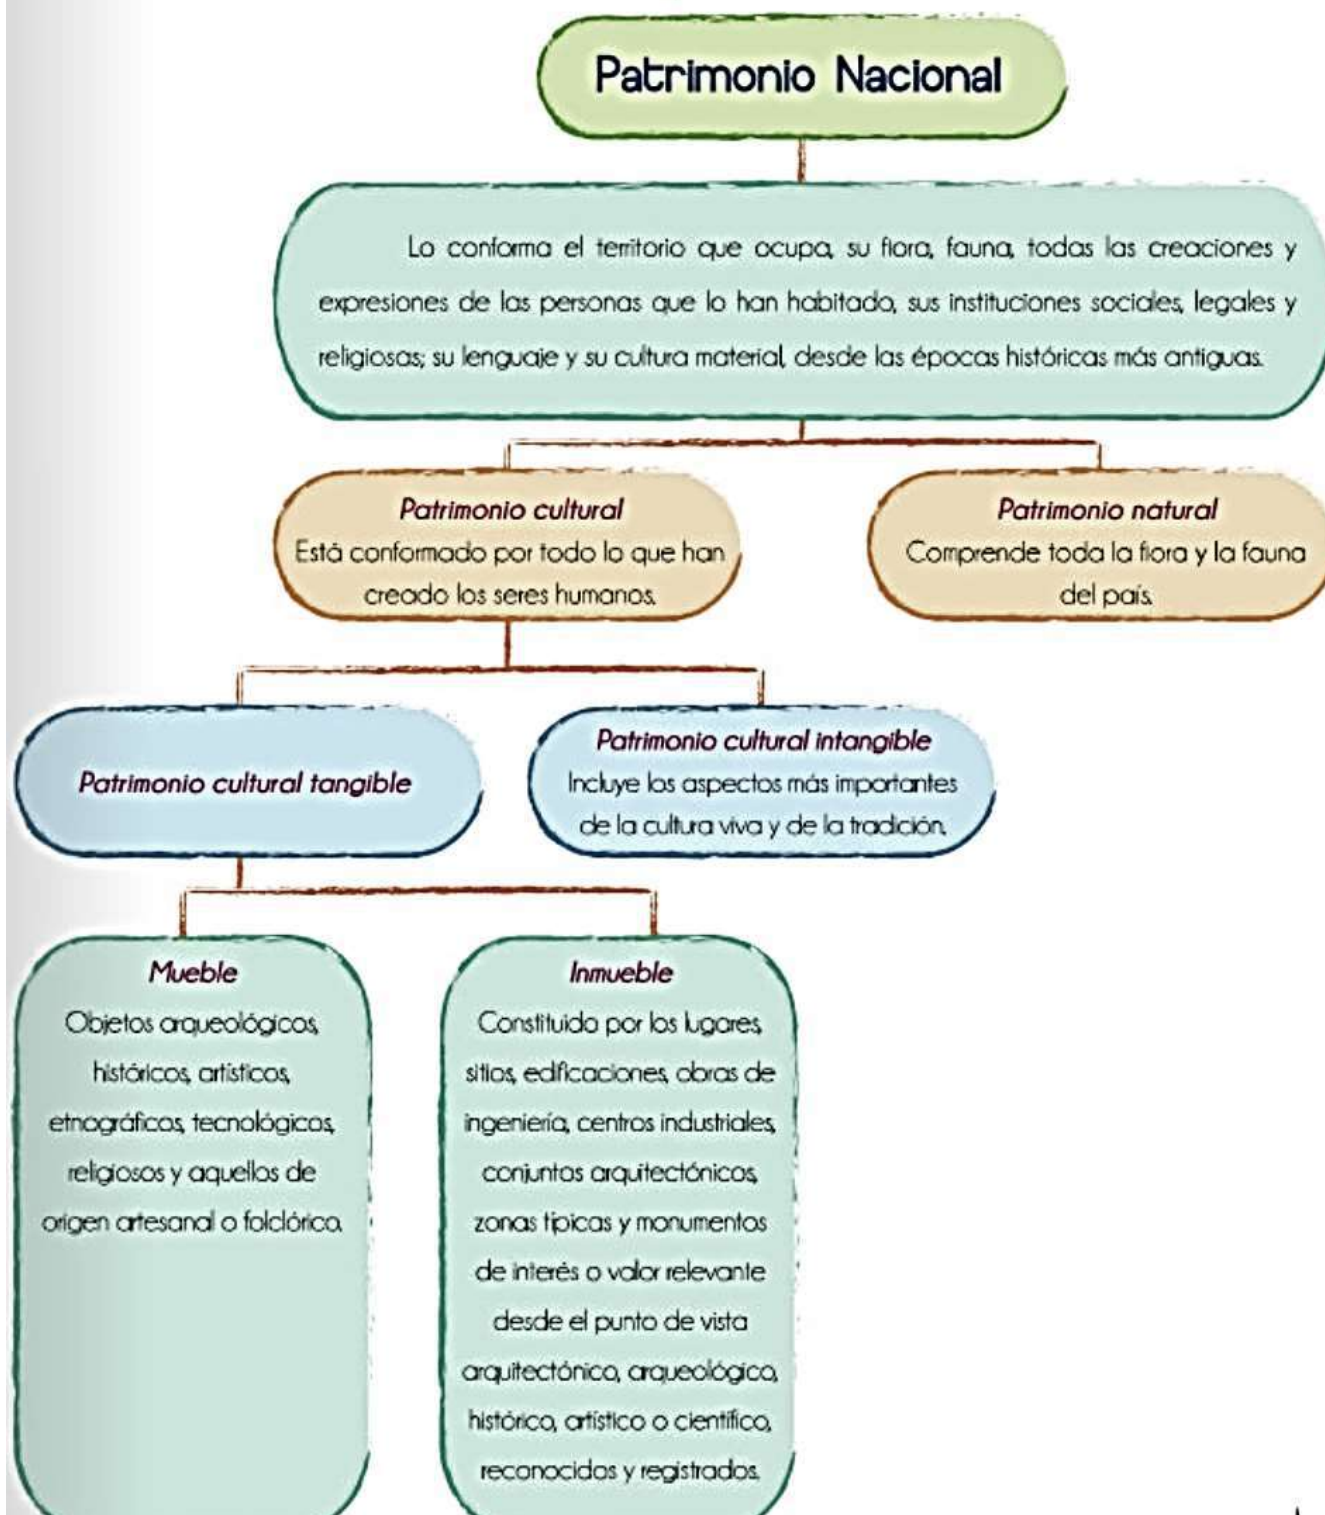 Patrimonio Nacional
Lo conforma el territorio que ocupa, su flora, fauna, todas las creaciones y
expresiones de las personas que lo han habitado, sus instituciones sociales, legales y
religiosas; su lenguaje y su cultura material, desde las épocas históricas más antiguas.
Patrimonio cultural
Está conformado por todo lo que han
creado los seres humanos.
Patrimonio natural
Comprende toda la flora y la fauna
del país.
Patrimonio cultural tangible
Patrimonio cultural intangible
Incluye los aspectos más importantes
de la cultura viva y de la tradición.
Mueble
Objetos arqueológicos,
históricos, artísticos,
etnográficos, tecnológicos,
religiosos y aquellos de
origen artesanal o folclórico.
Inmueble
Constituido por los lugares,
sitios, edificaciones, obras de
ingeniería, centros industriales,
conjuntos arquitectónicos,
zonas típicas y monumentos
de interés o valor relevante
desde el punto de vista
arquitectónico, arqueológico,
histórico, artístico o científico,
reconocidos y registrados.